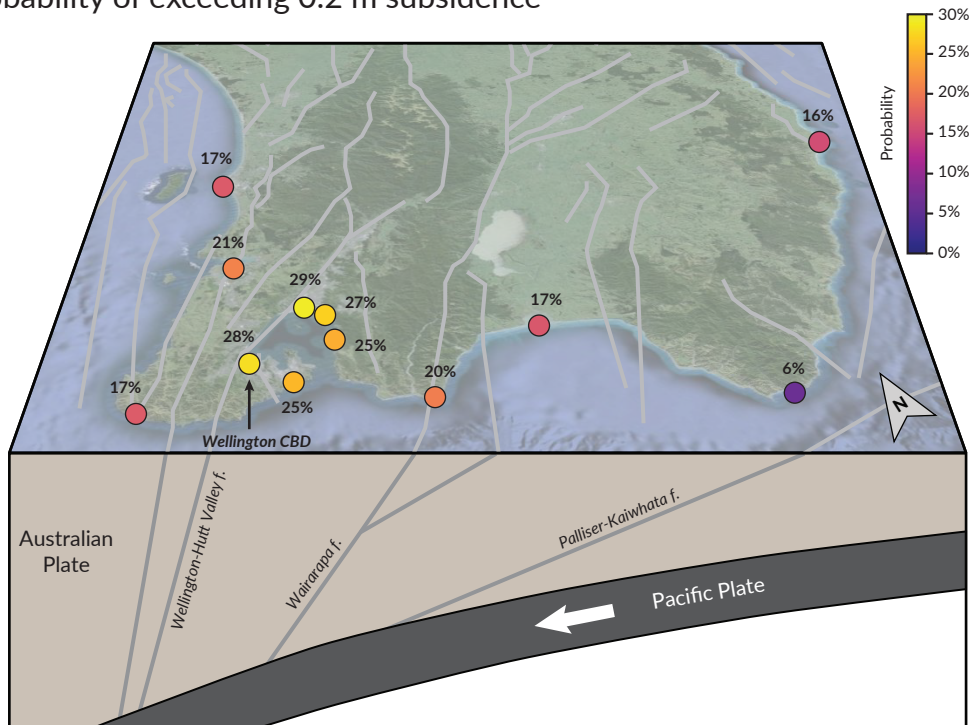 bability of exceeding 0.2 m subsidence
30%
25%
20%
15%
10%
5%
0%
Probability
16%
17%
21%
29%
27%
17%
28%
25%
20%
6%
17%
25%
N
Wellington CBD
Australian
Plate
Wellington-Hutt Valley f.
Wairarapa f.
Palliser-Kaiwhata f.
Pacific Plate